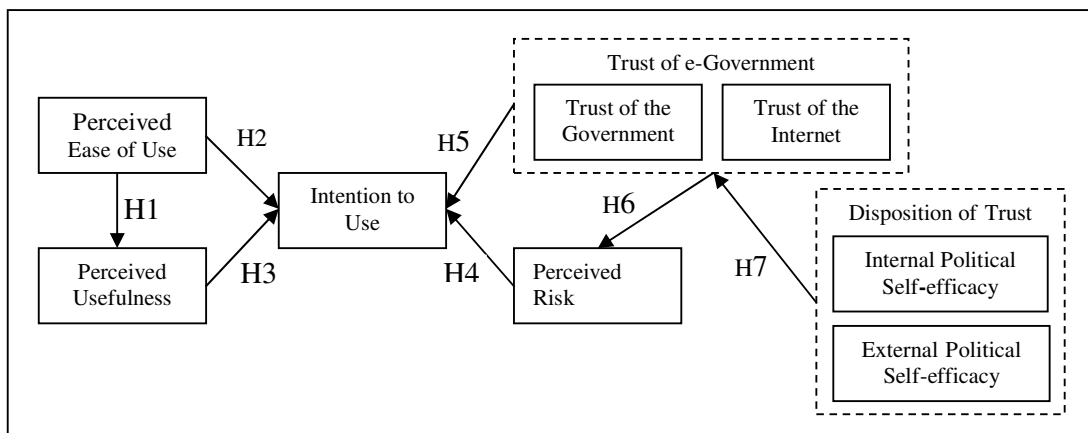 Trust of e-Government
Trust of the
Government
Trust of the
Internet
Perceived
Ease of Use
H2
H5
Intention to
Use
H1
H6
Disposition of Trust
Perceived
Usefulness
H3
H4
Perceived
Risk
H7
Internal Political
Self-efficacy
External Political
Self-efficacy